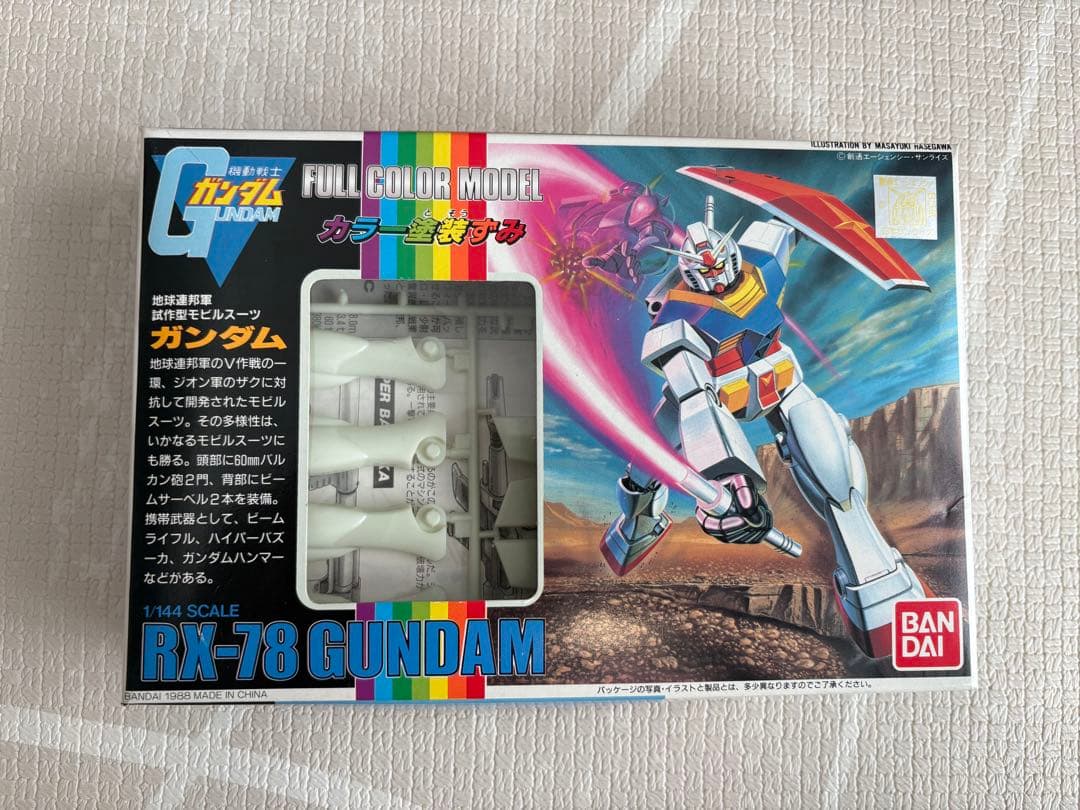 機動戦士
ガンダム
GUNDAM
FULL COLOR MODEL
とそう
カラー塗装ずみ
ILLUSTRATION BY MASAYUKI HASEGAWA
©創通エージェンシー・サンライズ
地球連邦軍
試作型モビルスーツ
ガンダム
地球連邦軍のV作戦の一
環、ジオン軍のザクに対
抗して開発されたモビル
スーツ。その多様性は、
いかなるモビルスーツに
も勝る。頭部に60㎜バル
カン砲2門、背部にビー
ムサーベル2本を装備。
携帯武器として、ビーム
ライフル、ハイパーバズ
ーカ、ガンダムハンマー
などがある。
1/144 SCALE
RX-78 GUNDAM
BANDAI 1988 MADE IN CHINA
BAN
DAI
パッケージの写真・イラストと製品とは、多少異なりますのでご了承ください。